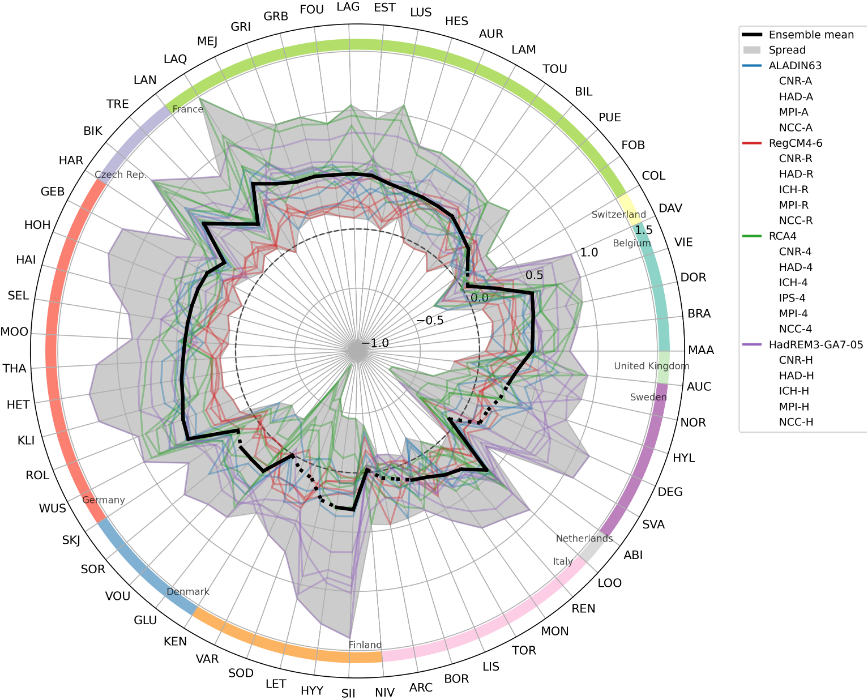 LAG
EST
LUS
HES
AUR
LAM
TOU
BIL
PUE
FOB
COL
DAV
VIE
DOR
BRA
MAA
AUC
NOR
HYL
DEG
SVA
ABI
LOO
REN
MON
TOR
LIS
BOR
ARC
NIV
SII
HYY
LET
SOD
VAR
KEN
GLU
VOU
SOR
SKJ
WUS
ROL
KLI
HET
THA
MOO
SEL
HAI
HOH
GEB
HAR
BIK
TRE
LAN
LAQ
MEJ
GRI
GRB
FOU
France
Czech Rep.
Germany
Denmark
Finland
Italy
Netherlands
Sweden
United Kingdom
Belgium
Switzerland
1.5
1.0
0.5
0.0
−0.5
−1.0
Ensemble mean
Spread
ALADIN63
CNR-A
HAD-A
MPI-A
NCC-A
RegCM4-6
CNR-R
HAD-R
ICH-R
MPI-R
NCC-R
RCA4
CNR-4
HAD-4
ICH-4
IPS-4
MPI-4
NCC-4
HadREM3-GA7-05
CNR-H
HAD-H
ICH-H
MPI-H
NCC-H